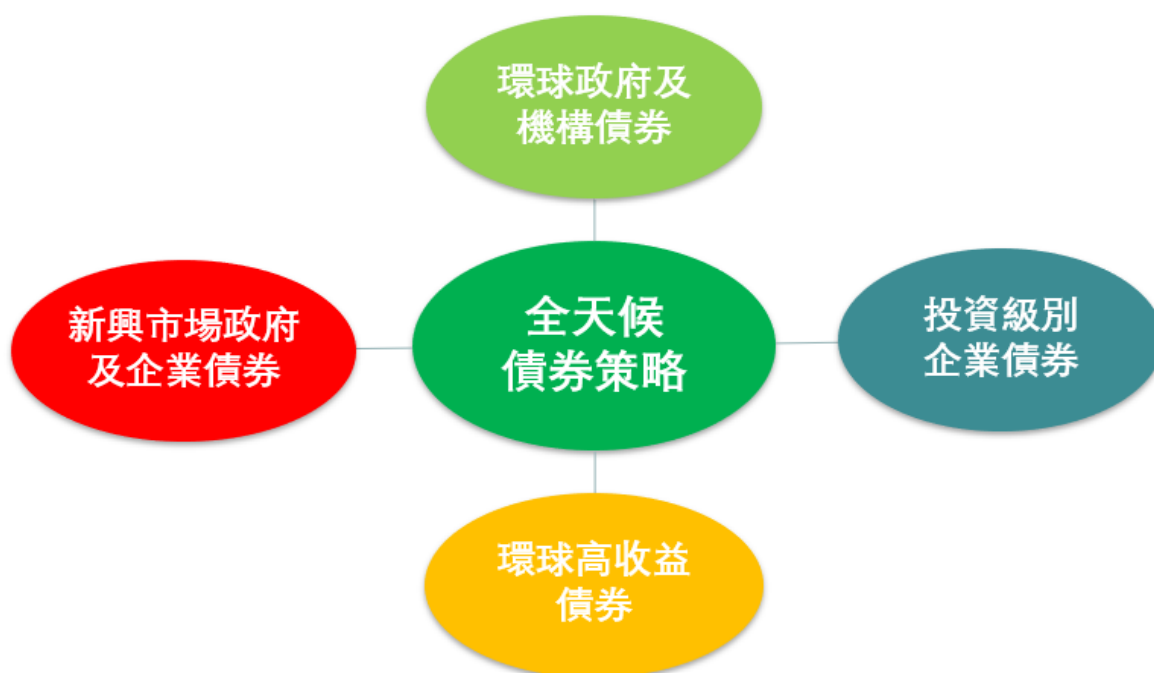 環球政府及
機構債券
新興市場政府
及企業債券
全天候
債券策略
投資級別
企業債券
環球高收益
債券